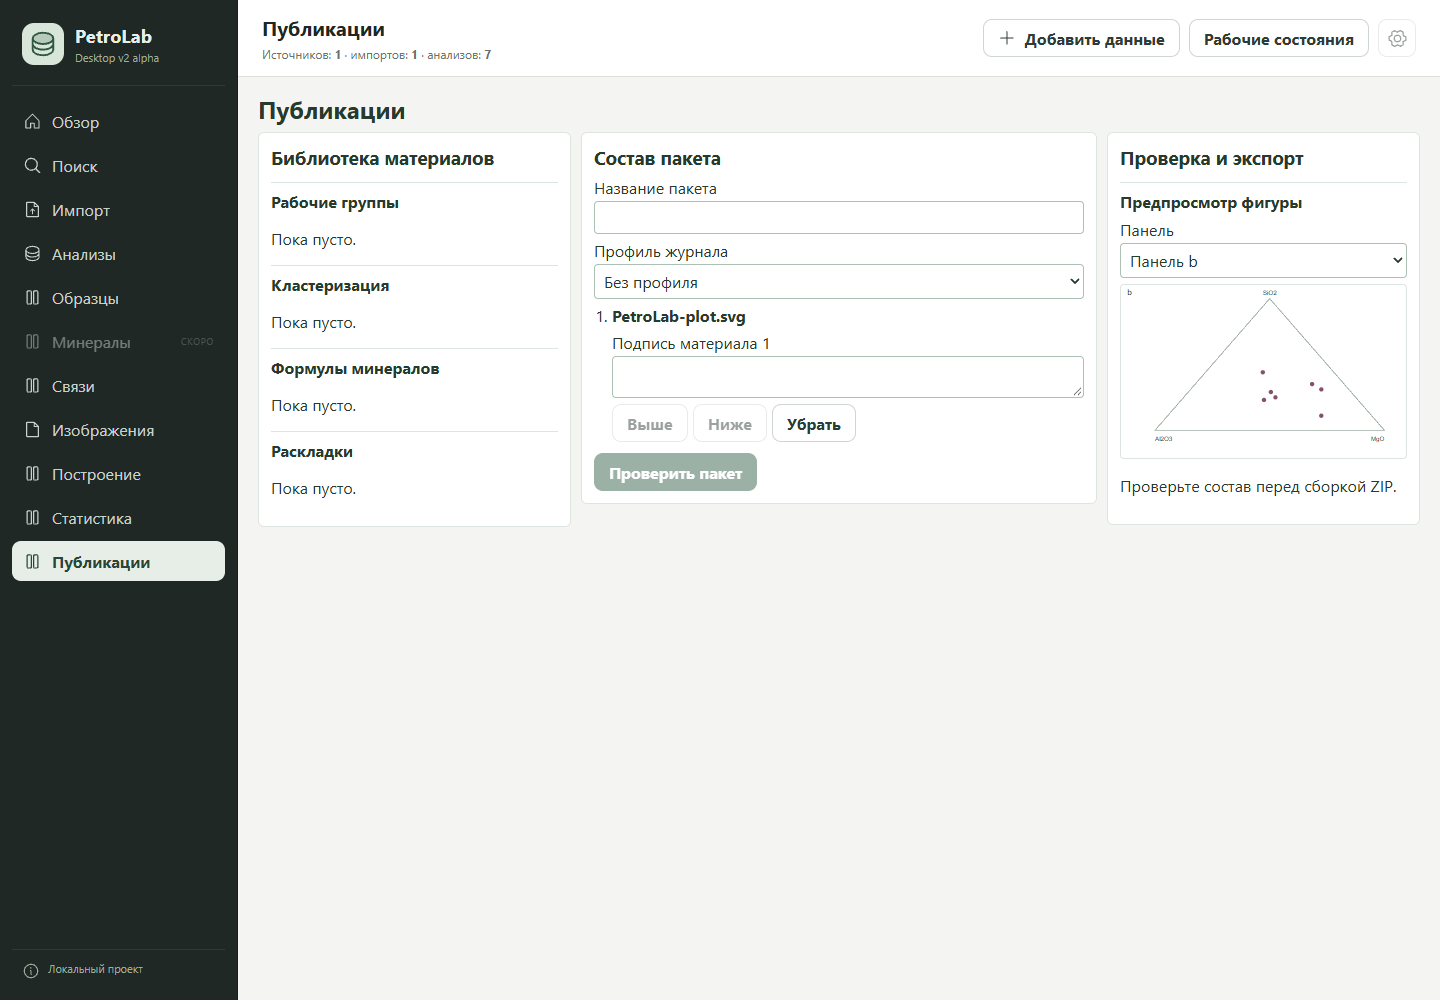 PetroLab
Desktop v2 alpha
Обзор
Поиск
Импорт
Анализы
Образцы
Минералы СКОРО
Связи
Изображения
Построение
Статистика
Публикации
Локальный проект
Публикации
Источников: 1 · импортов: 1 · анализов: 7
Добавить данные
Рабочие состояния
Публикации
Библиотека материалов
Рабочие группы
Пока пусто.
Кластеризация
Пока пусто.
Формулы минералов
Пока пусто.
Раскладки
Пока пусто.
Состав пакета
Название пакета
Профиль журнала
Без профиля
1. PetroLab-plot.svg
Подпись материала 1
Выше Ниже Убрать
Проверить пакет
Проверка и экспорт
Предпросмотр фигуры
Панель
Панель b
b
SiO2
Al2O3 MgO
Проверьте состав перед сборкой ZIP.